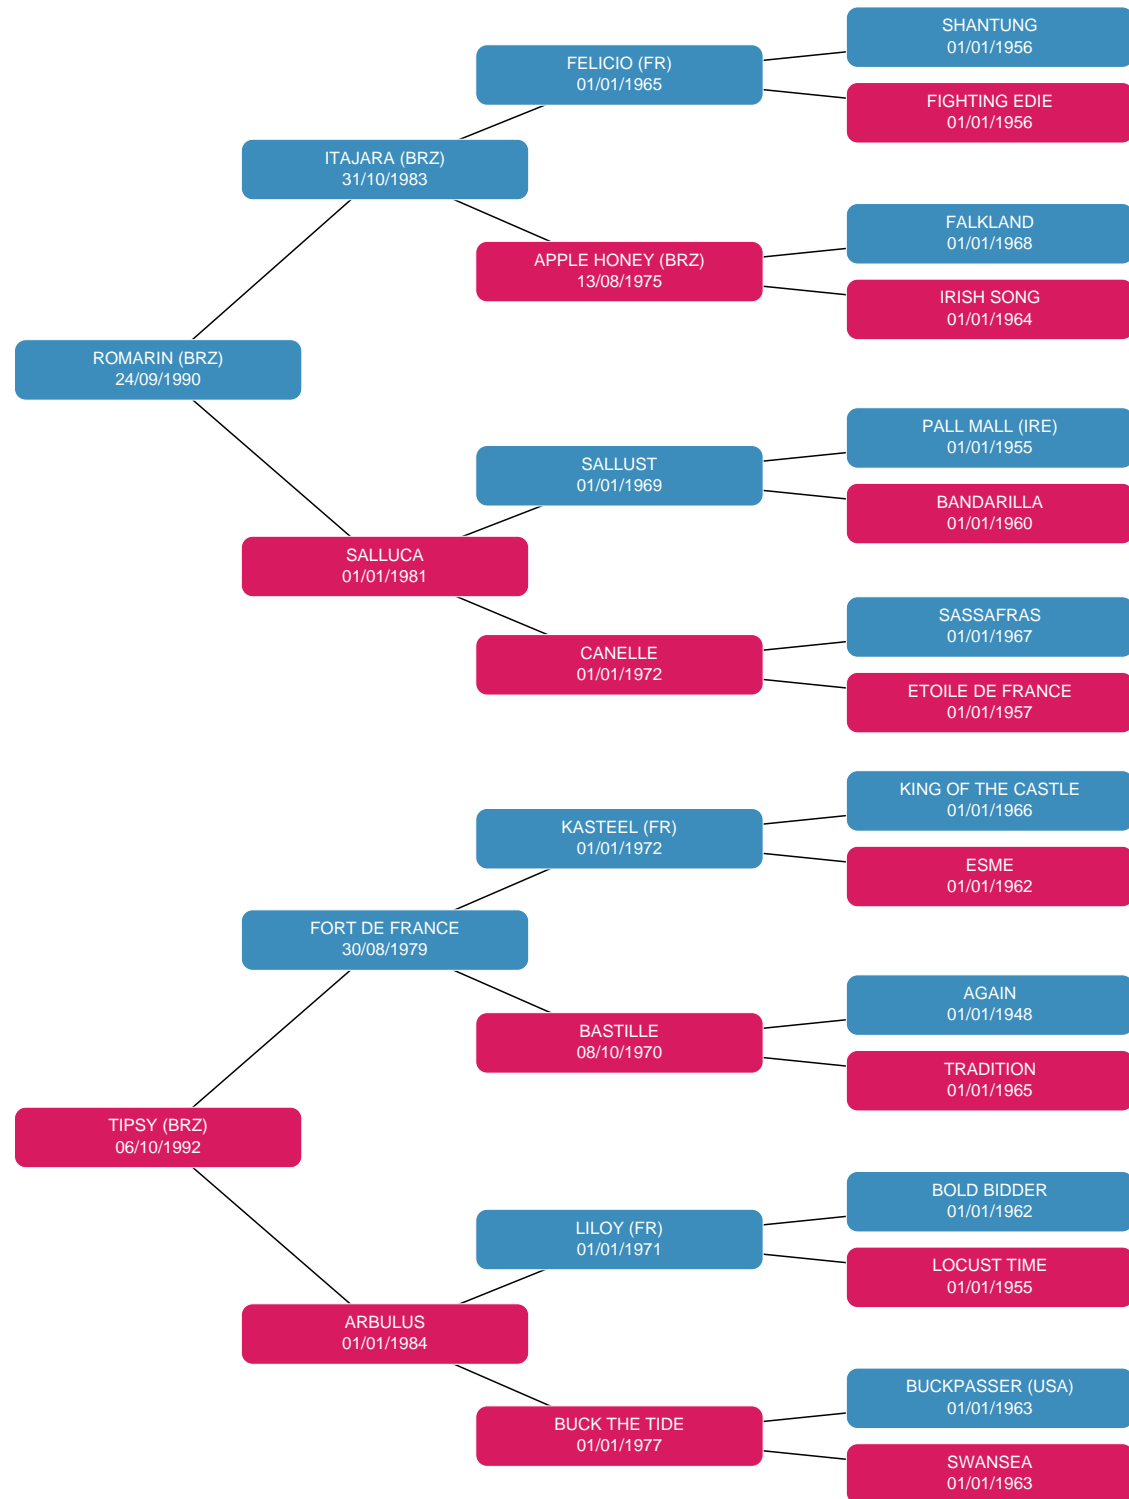 SHANTUNG
01/01/1956
FELICIO (FR)
01/01/1965
FIGHTING EDIE
01/01/1956
ITAJARA (BRZ)
31/10/1983
FALKLAND
01/01/1968
APPLE HONEY (BRZ)
13/08/1975
IRISH SONG
01/01/1964
ROMARIN (BRZ)
24/09/1990
PALL MALL (IRE)
01/01/1955
SALLUST
01/01/1969
BANDARILLA
01/01/1960
SALLUCA
01/01/1981
SASSAFRAS
01/01/1967
CANELLE
01/01/1972
ETOILE DE FRANCE
01/01/1957
KING OF THE CASTLE
01/01/1966
KASTEEL (FR)
01/01/1972
ESME
01/01/1962
FORT DE FRANCE
30/08/1979
AGAIN
01/01/1948
BASTILLE
08/10/1970
TRADITION
01/01/1965
TIPSY (BRZ)
06/10/1992
BOLD BIDDER
01/01/1962
LILOY (FR)
01/01/1971
LOCUST TIME
01/01/1955
ARBULUS
01/01/1984
BUCKPASSER (USA)
01/01/1963
BUCK THE TIDE
01/01/1977
SWANSEA
01/01/1963